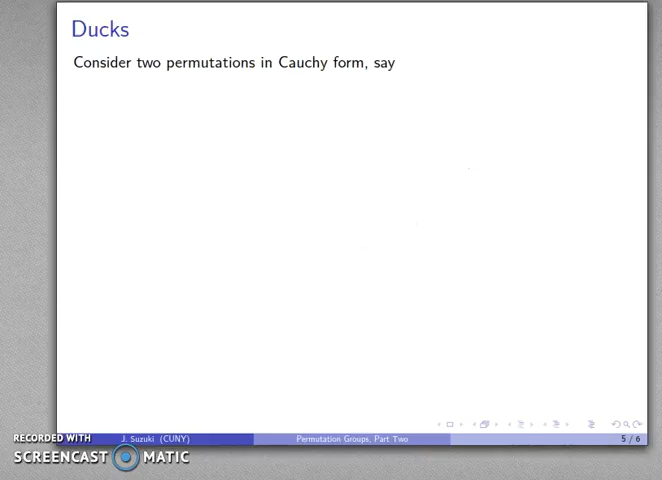 Ducks
Consider two permutations in Cauchy form, say
RECORDED WITH
SCREENCAST MATIC
J. Suzuki (CUNY)
Permutation Groups, Part Two
5 / 6